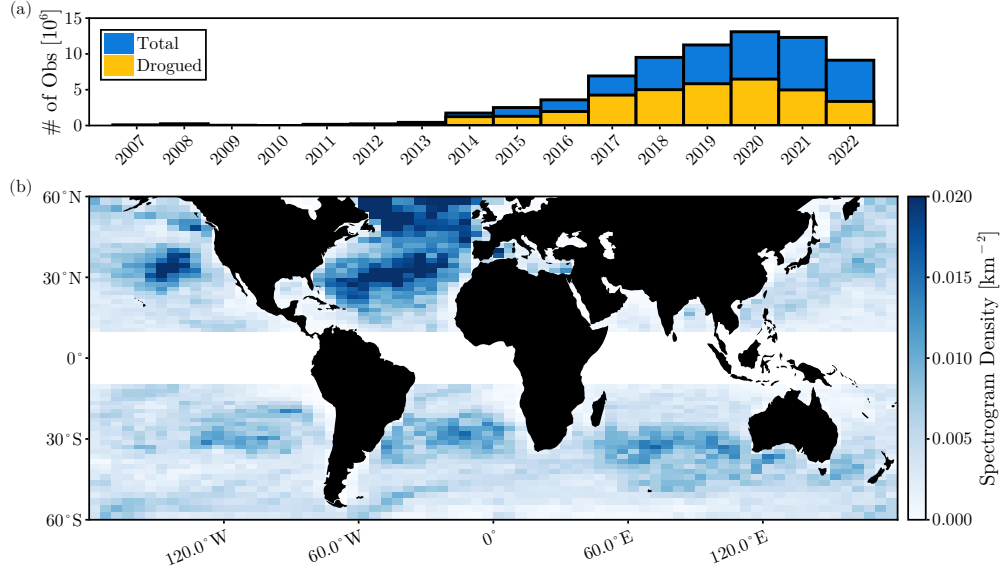 (a)
# of Obs [10⁶]
15
10
5
0
Total
Drogued
2007
2008
2009
2010
2011
2012
2013
2014
2015
2016
2017
2018
2019
2020
2021
2022
(b)
60°N
30°N
0°
30°S
60°S
120.0°W
60.0°W
0°
60.0°E
120.0°E
0.020
0.015
0.010
0.005
0.000
Spectrogram Density [km⁻²]